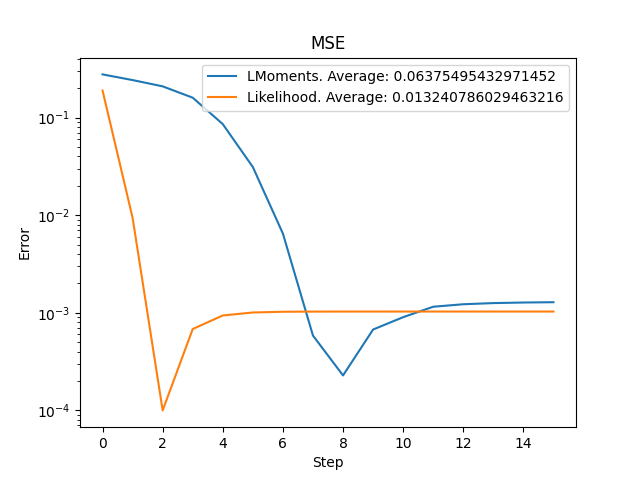 MSE
LMoments. Average: 0.06375495432971452
Likelihood. Average: 0.013240786029463216
10⁻¹
10⁻²
10⁻³
10⁻⁴
Error
0 2 4 6 8 10 12 14
Step